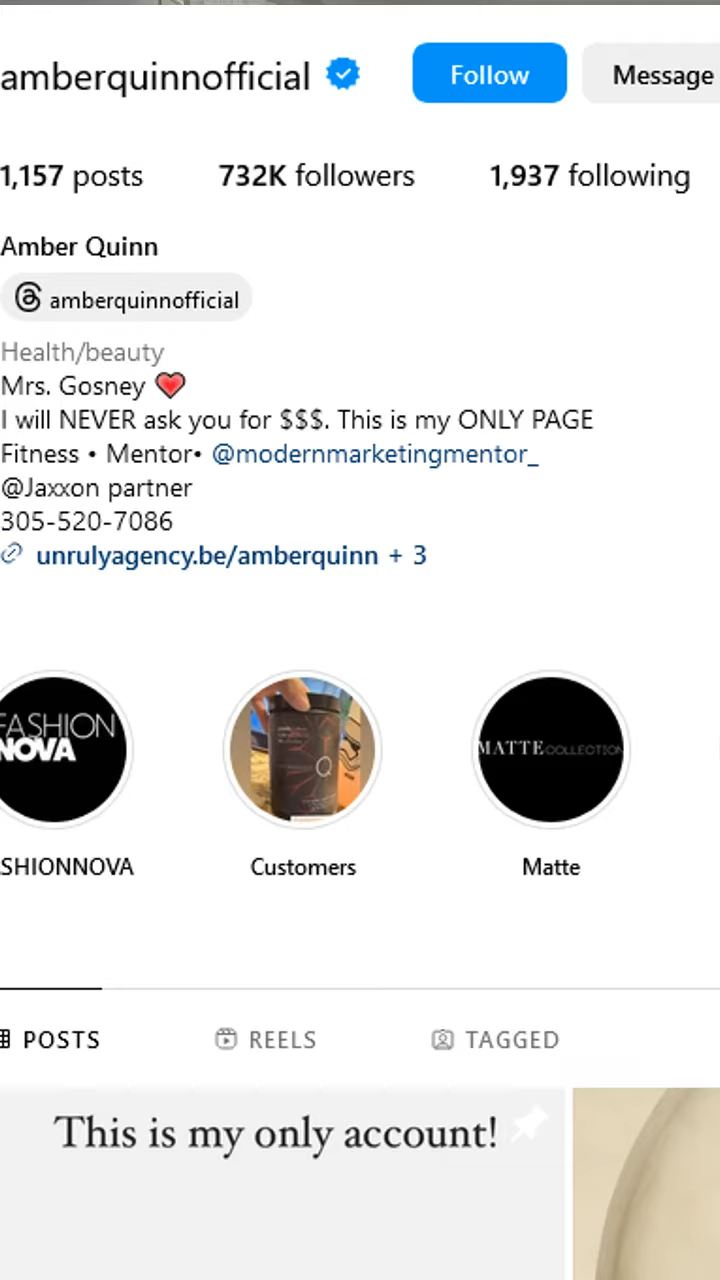 amberquinnofficial
Follow
Message
1,157 posts
732K followers
1,937 following
Amber Quinn
amberquinnofficial
Health/beauty
Mrs. Gosney ❤️
I will NEVER ask you for $$$. This is my ONLY PAGE
Fitness • Mentor• @modernmarketingmentor_
@Jaxxon partner
305-520-7086
unrulyagency.be/amberquinn + 3
FASHION
NOVA
Q
MATTE COLLECTION
SHIONNOVA
Customers
Matte
POSTS
REELS
TAGGED
This is my only account!